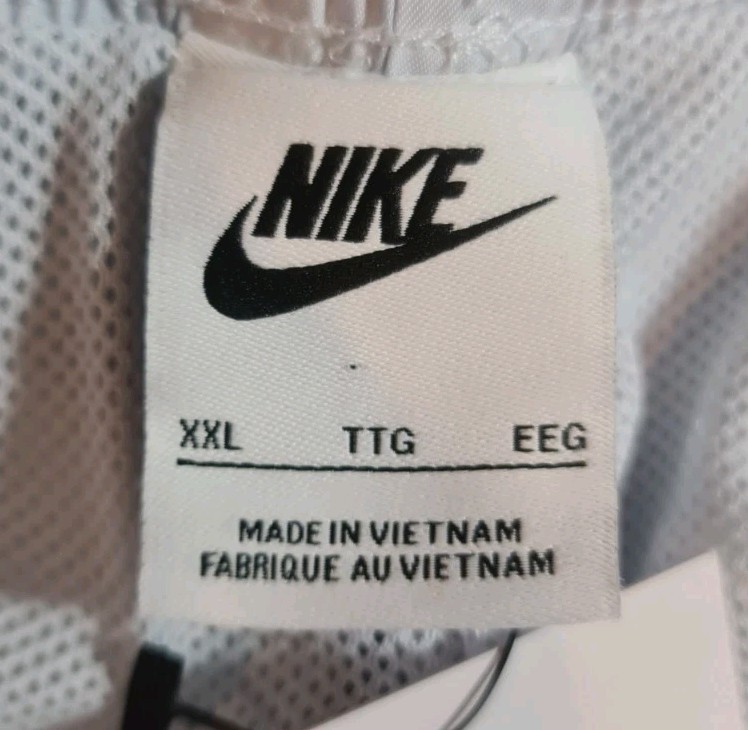 NIKE
XXL TTG EEG
MADE IN VIETNAM
FABRIQUE AU VIETNAM